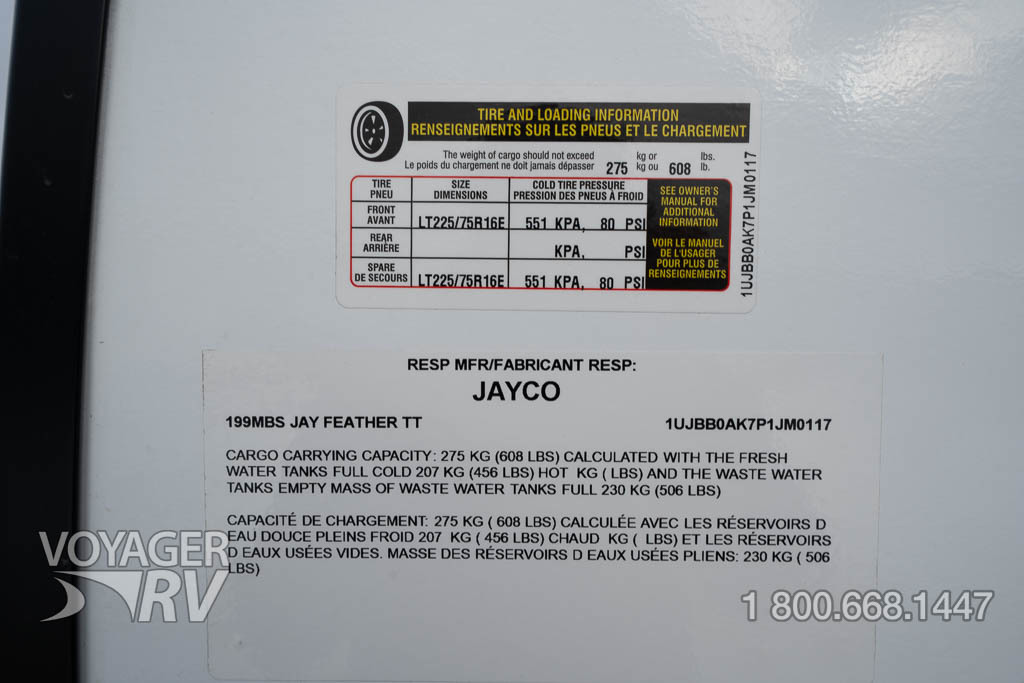 TIRE AND LOADING INFORMATION
RENSEIGNEMENTS SUR LES PNEUS ET LE CHARGEMENT
The weight of cargo should not exceed kg or lbs.
Le poids du chargement ne doit jamais dépasser 275 kg ou 608 lb.
TIRE PNEU SIZE DIMENSIONS COLD TIRE PRESSURE PRESSION DES PNEUS À FROID
FRONT AVANT LT225/75R16E 551 KPA, 80 PSI
REAR ARRIÈRE KPA, PSI
SPARE DE SECOURS LT225/75R16E 551 KPA, 80 PSI
SEE OWNER'S
MANUAL FOR
ADDITIONAL
INFORMATION
VOIR LE MANUEL
DE L'USAGER
POUR PLUS DE
RENSEIGNEMENTS
1UJBB0AK7P1JM0117
RESP MFR/FABRICANT RESP:
JAYCO
199MBS JAY FEATHER TT 1UJBB0AK7P1JM0117
CARGO CARRYING CAPACITY: 275 KG (608 LBS) CALCULATED WITH THE FRESH
WATER TANKS FULL COLD 207 KG (456 LBS) HOT KG ( LBS) AND THE WASTE WATER
TANKS EMPTY MASS OF WASTE WATER TANKS FULL 230 KG (506 LBS)
CAPACITÉ DE CHARGEMENT: 275 KG ( 608 LBS) CALCULÉE AVEC LES RÉSERVOIRS D
EAU DOUCE PLEINS FROID 207 KG ( 456 LBS) CHAUD KG ( LBS) ET LES RÉSERVOIRS
D EAUX USÉES VIDES. MASSE DES RÉSERVOIRS D EAUX USÉES PLIENS: 230 KG ( 506
LBS)
VOYAGER
RV
1 800.668.1447